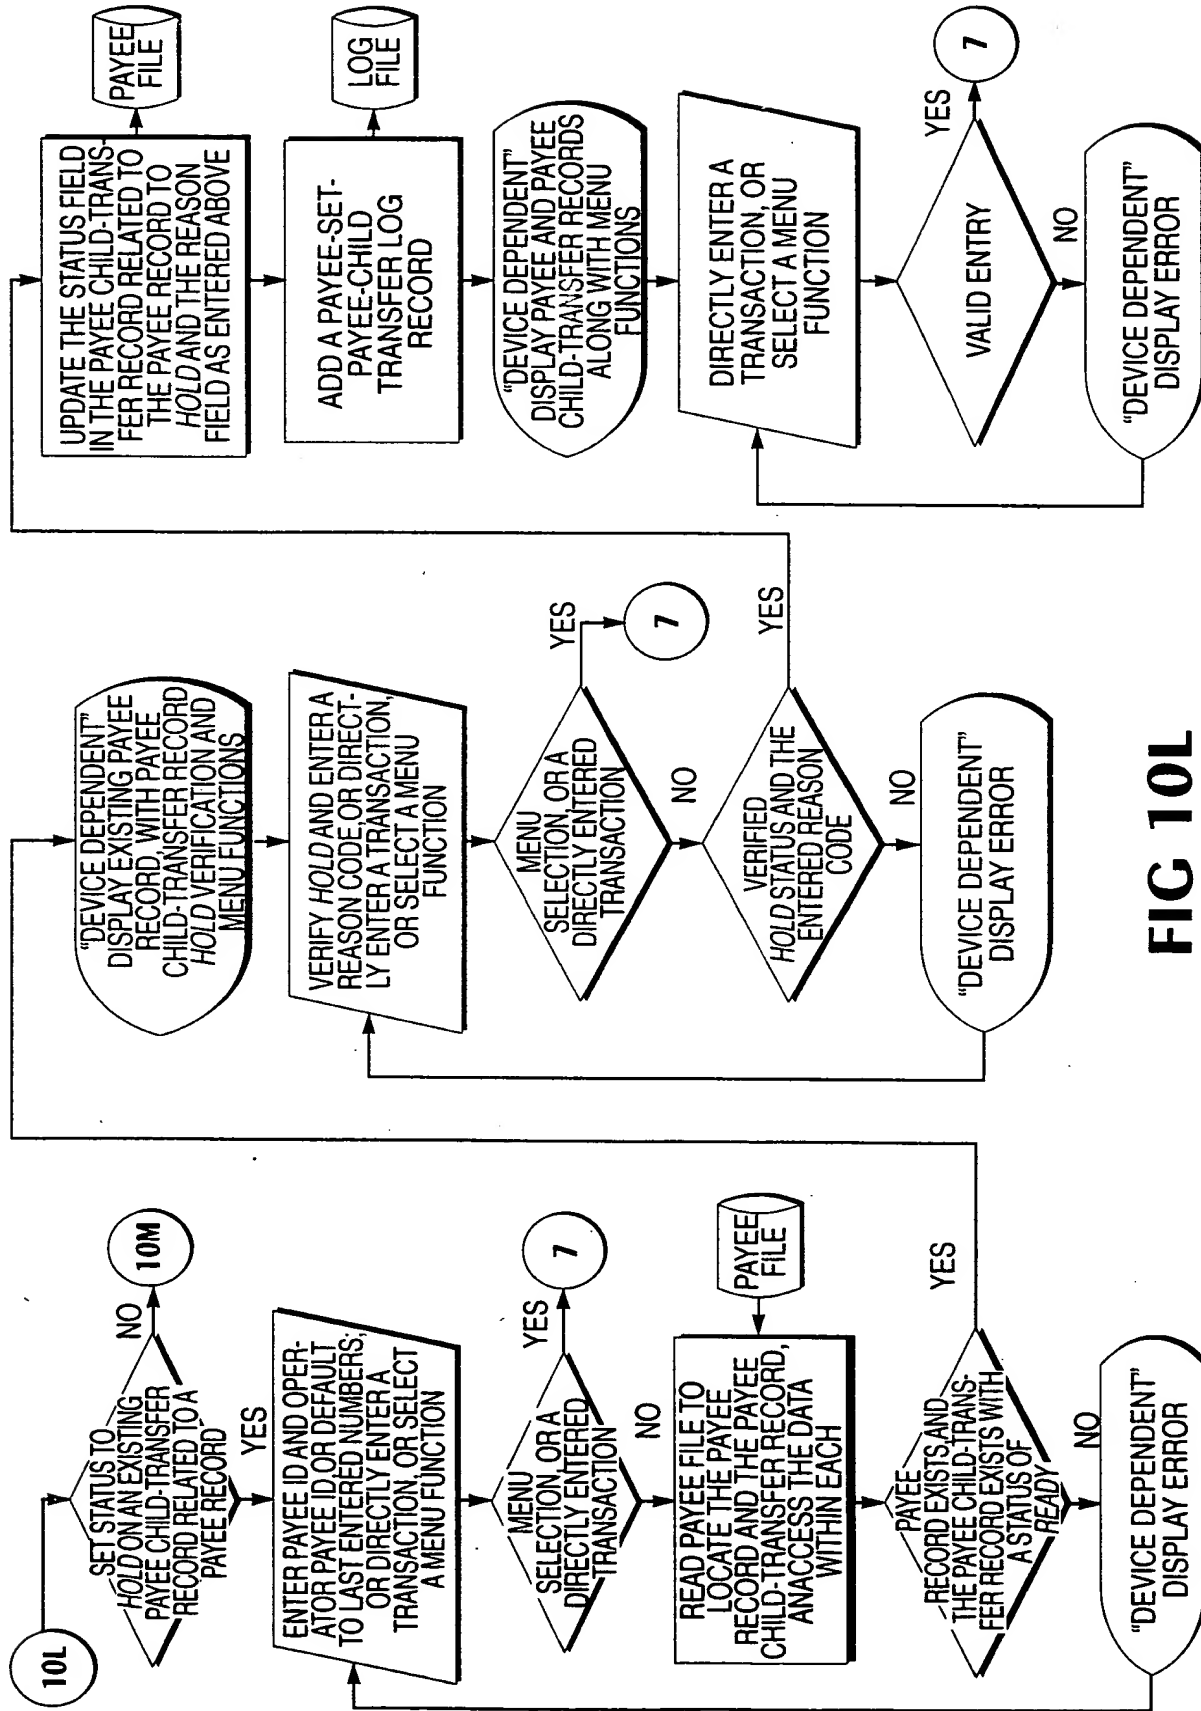 10L
SET STATUS TO
HOLD ON AN EXISTING
PAYEE CHILD-TRANSFER
RECORD RELATED TO A
PAYEE RECORD
NO
10M
YES
ENTER PAYEE ID AND OPER-
ATOR PAYEE ID, OR DEFAULT
TO LAST ENTERED NUMBERS;
OR DIRECTLY ENTER A
TRANSACTION, OR SELECT
A MENU FUNCTION
MENU
SELECTION, OR A
DIRECTLY ENTERED
TRANSACTION
YES
7
NO
READ PAYEE FILE TO
LOCATE THE PAYEE
RECORD AND THE PAYEE
CHILD-TRANSFER RECORD,
ANACCESS THE DATA
WITHIN EACH
PAYEE
FILE
PAYEE
RECORD EXISTS, AND
THE PAYEE CHILD-TRANS-
FER RECORD EXISTS WITH
A STATUS OF
READY
YES
NO
"DEVICE DEPENDENT"
DISPLAY ERROR
"DEVICE DEPENDENT"
DISPLAY EXISTING PAYEE
RECORD, WITH PAYEE
CHILD-TRANSFER RECORD
HOLD VERIFICATION AND
MENU FUNCTIONS
VERIFY HOLD AND ENTER A
REASON CODE, OR DIRECT-
LY ENTER A TRANSACTION,
OR SELECT A MENU
FUNCTION
MENU
SELECTION, OR A
DIRECTLY ENTERED
TRANSACTION
YES
7
NO
VERIFIED
HOLD STATUS AND THE
ENTERED REASON
CODE
YES
NO
"DEVICE DEPENDENT"
DISPLAY ERROR
UPDATE THE STATUS FIELD
IN THE PAYEE CHILD-TRANS-
FER RECORD RELATED TO
THE PAYEE RECORD TO
HOLD AND THE REASON
FIELD AS ENTERED ABOVE
PAYEE
FILE
ADD A PAYEE-SET-
PAYEE-CHILD
TRANSFER LOG
RECORD
LOG
FILE
"DEVICE DEPENDENT"
DISPLAY PAYEE AND PAYEE
CHILD-TRANSFER RECORDS
ALONG WITH MENU
FUNCTIONS
DIRECTLY ENTER A
TRANSACTION, OR
SELECT A MENU
FUNCTION
VALID ENTRY
YES
7
NO
"DEVICE DEPENDENT"
DISPLAY ERROR
FIG 10L